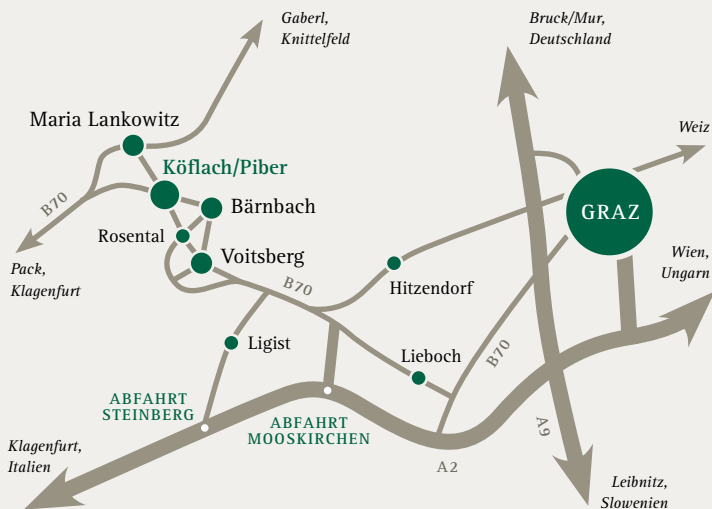 Gaberl,
Knittelfeld
Bruck/Mur,
Deutschland
Maria Lankowitz
Weiz
Köflach/Piber
B70
Bärnbach
GRAZ
Rosental
Voitsberg
Wien,
Ungarn
Pack,
Klagenfurt
B70
Hitzendorf
Ligist
Lieboch
B70
ABFAHRT
STEINBERG
ABFAHRT
MOOSKIRCHEN
A9
Klagenfurt,
Italien
A2
Leibnitz,
Slowenien